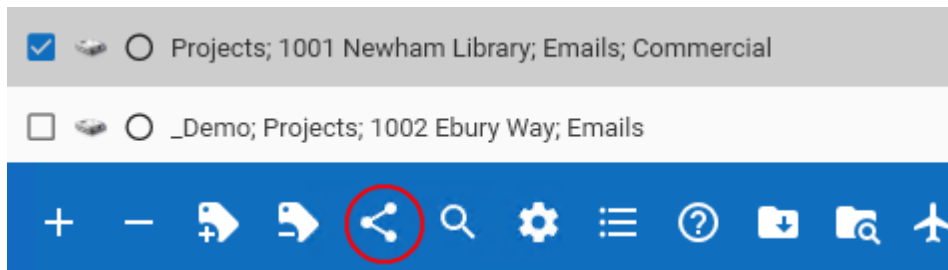 Projects; 1001 Newham Library; Emails; Commercial
_Demo; Projects; 1002 Ebury Way; Emails